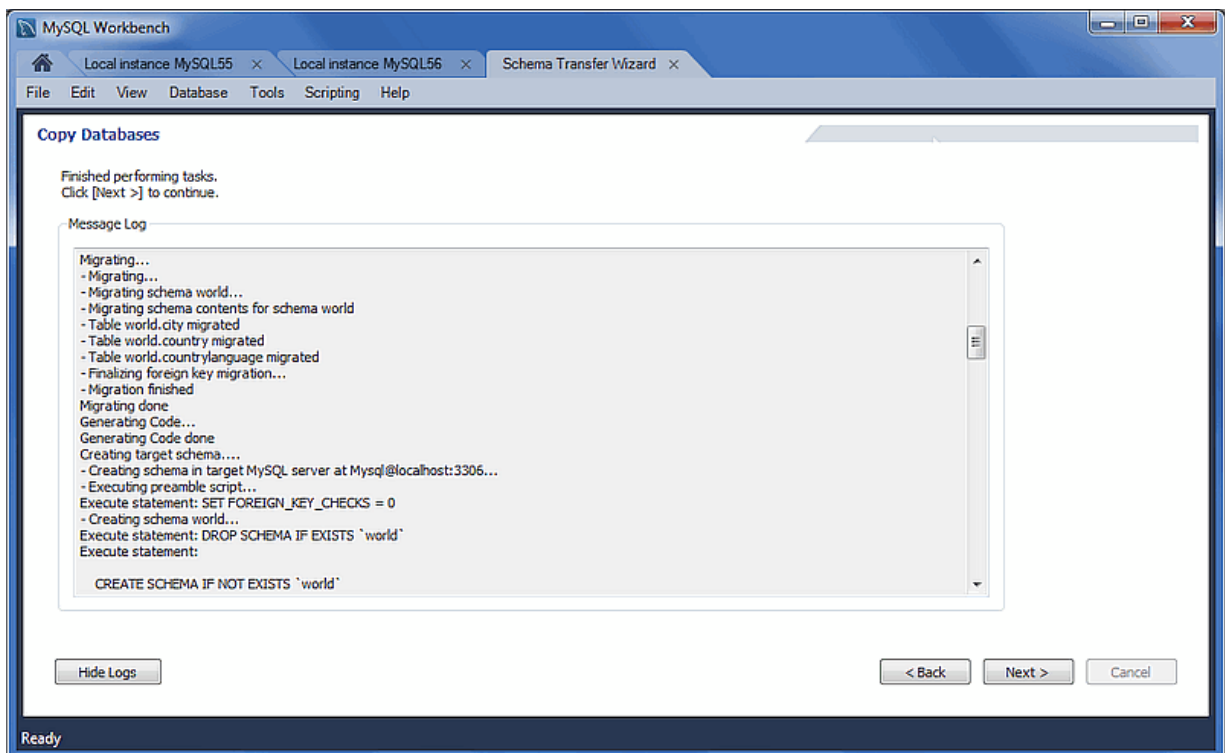 MySQL Workbench
Local instance MySQL55 × Local instance MySQL56 × Schema Transfer Wizard ×
File Edit View Database Tools Scripting Help
Copy Databases
Finished performing tasks.
Click [Next >] to continue.
Message Log
Migrating...
- Migrating...
- Migrating schema world...
- Migrating schema contents for schema world
- Table world.city migrated
- Table world.country migrated
- Table world.countrylanguage migrated
- Finalizing foreign key migration...
- Migration finished
Migrating done
Generating Code...
Generating Code done
Creating target schema....
- Creating schema in target MySQL server at Mysql@localhost:3306...
- Executing preamble script...
Execute statement: SET FOREIGN_KEY_CHECKS = 0
- Creating schema world...
Execute statement: DROP SCHEMA IF EXISTS `world`
Execute statement:
CREATE SCHEMA IF NOT EXISTS `world`
Hide Logs < Back Next > Cancel
Ready